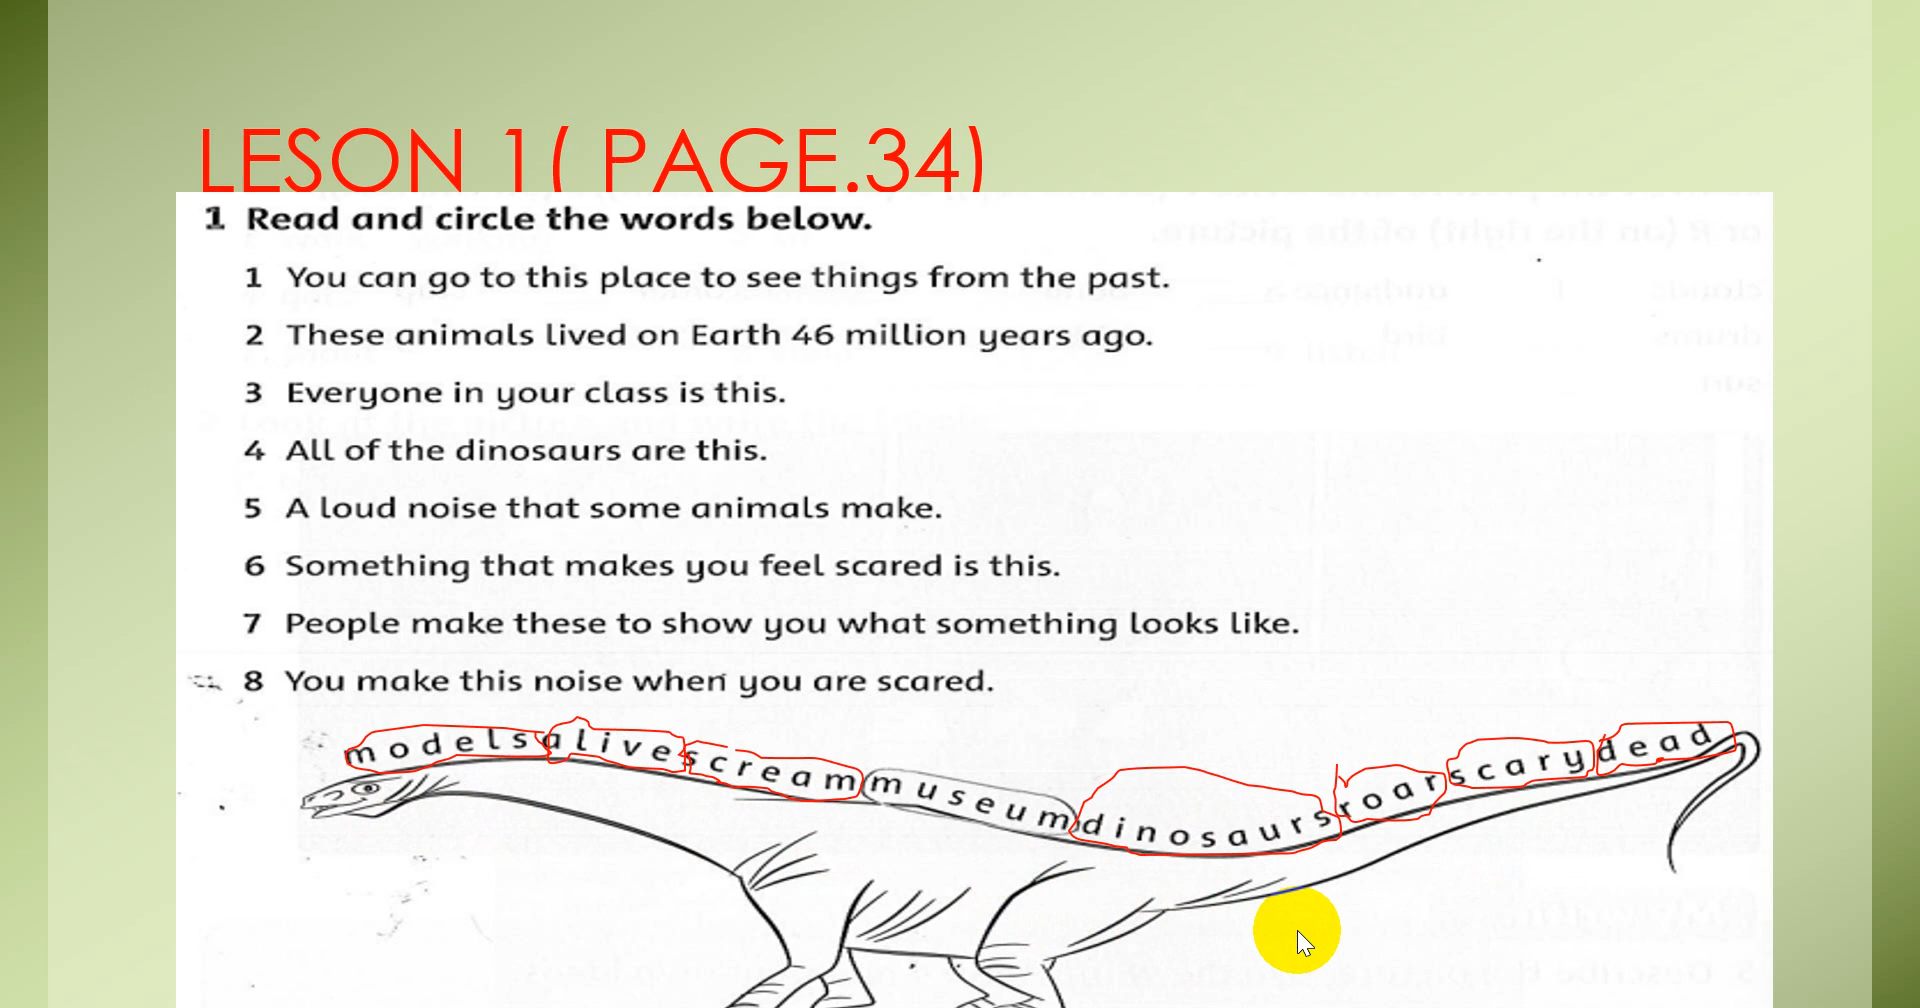 LESON 1( PAGE.34)
1 Read and circle the words below.
1 You can go to this place to see things from the past.
2 These animals lived on Earth 46 million years ago.
3 Everyone in your class is this.
4 All of the dinosaurs are this.
5 A loud noise that some animals make.
6 Something that makes you feel scared is this.
7 People make these to show you what something looks like.
8 You make this noise when you are scared.
modelsalivescreammuseumdinosaursroarscarydead